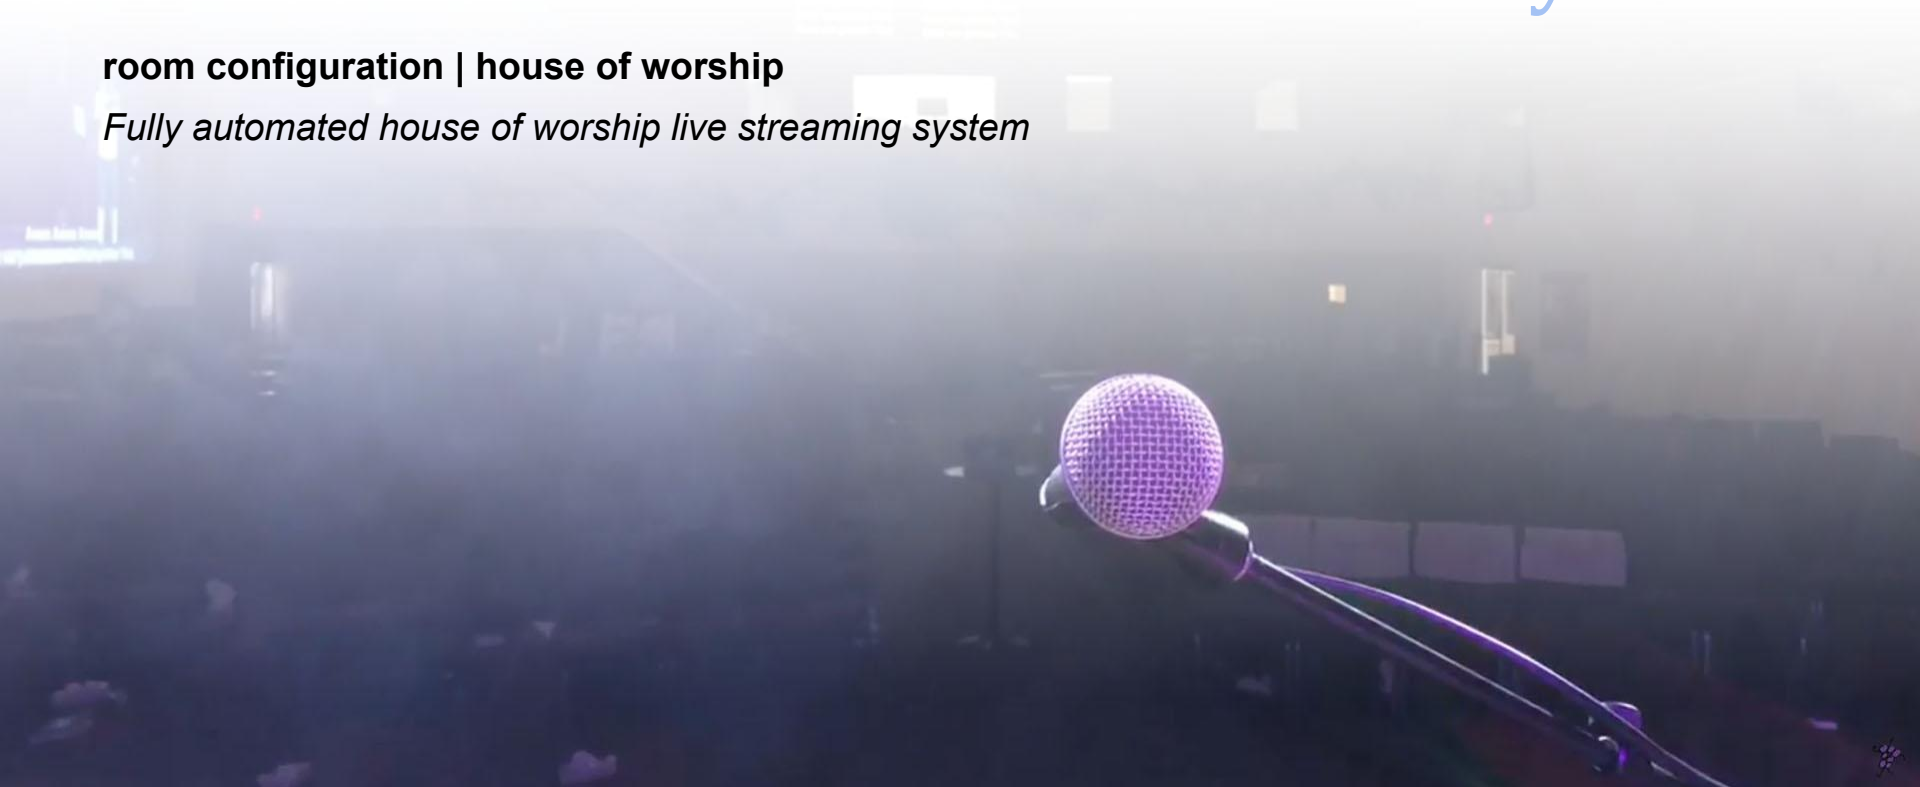 room configuration | house of worship
Fully automated house of worship live streaming system